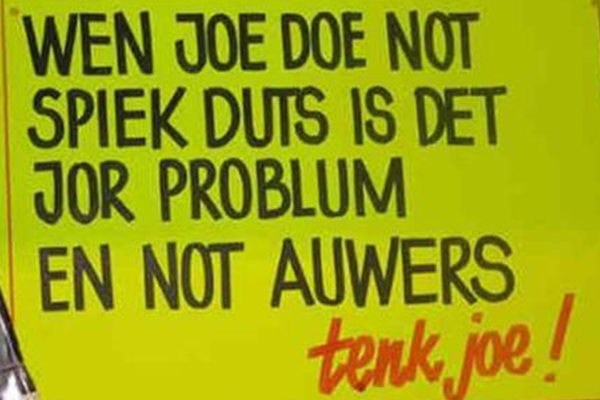 WEN JOE DOE NOT
SPIEK DUTS IS DET
JOR PROBLUM
EN NOT AUWERS
tenk joe!